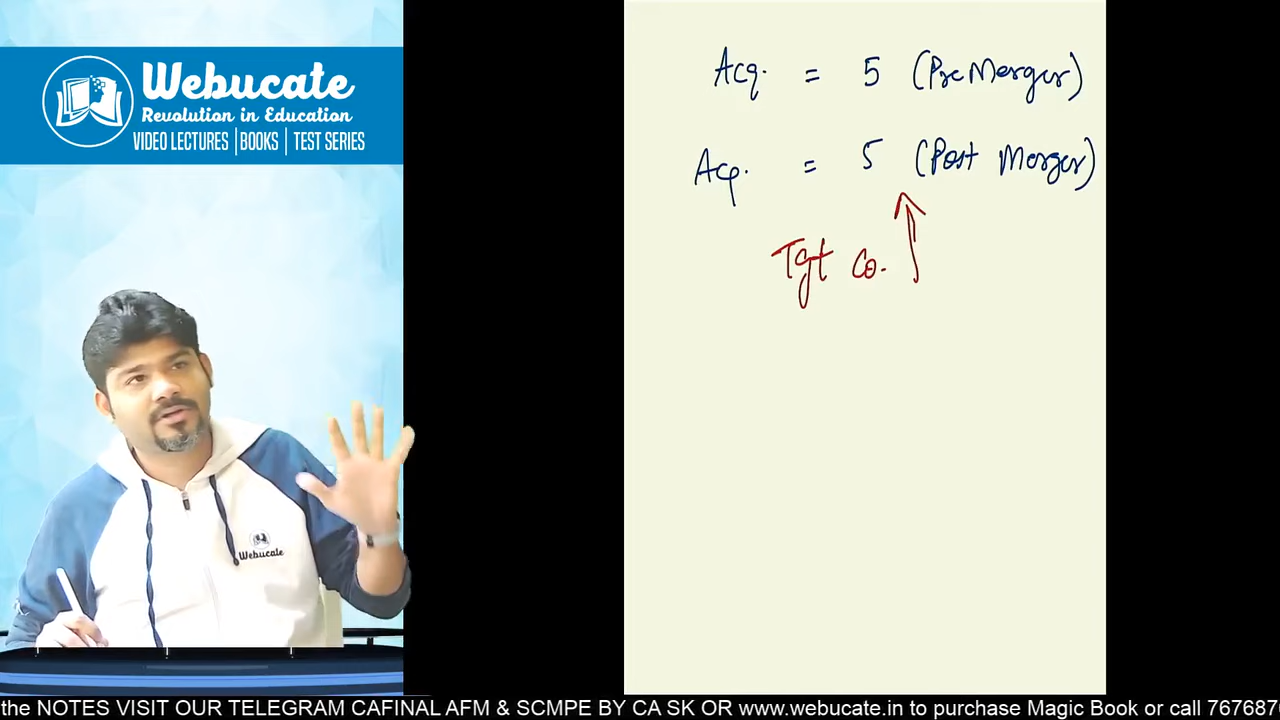 Webucate
Revolution in Education
VIDEO LECTURES | BOOKS | TEST SERIES
Acq. = 5 (Pre Merger)
Acq. = 5 (Post Merger)
Tgt Co.
Webucate
the NOTES VISIT OUR TELEGRAM CAFINAL AFM & SCMPE BY CA SK OR www.webucate.in to purchase Magic Book or call 767687